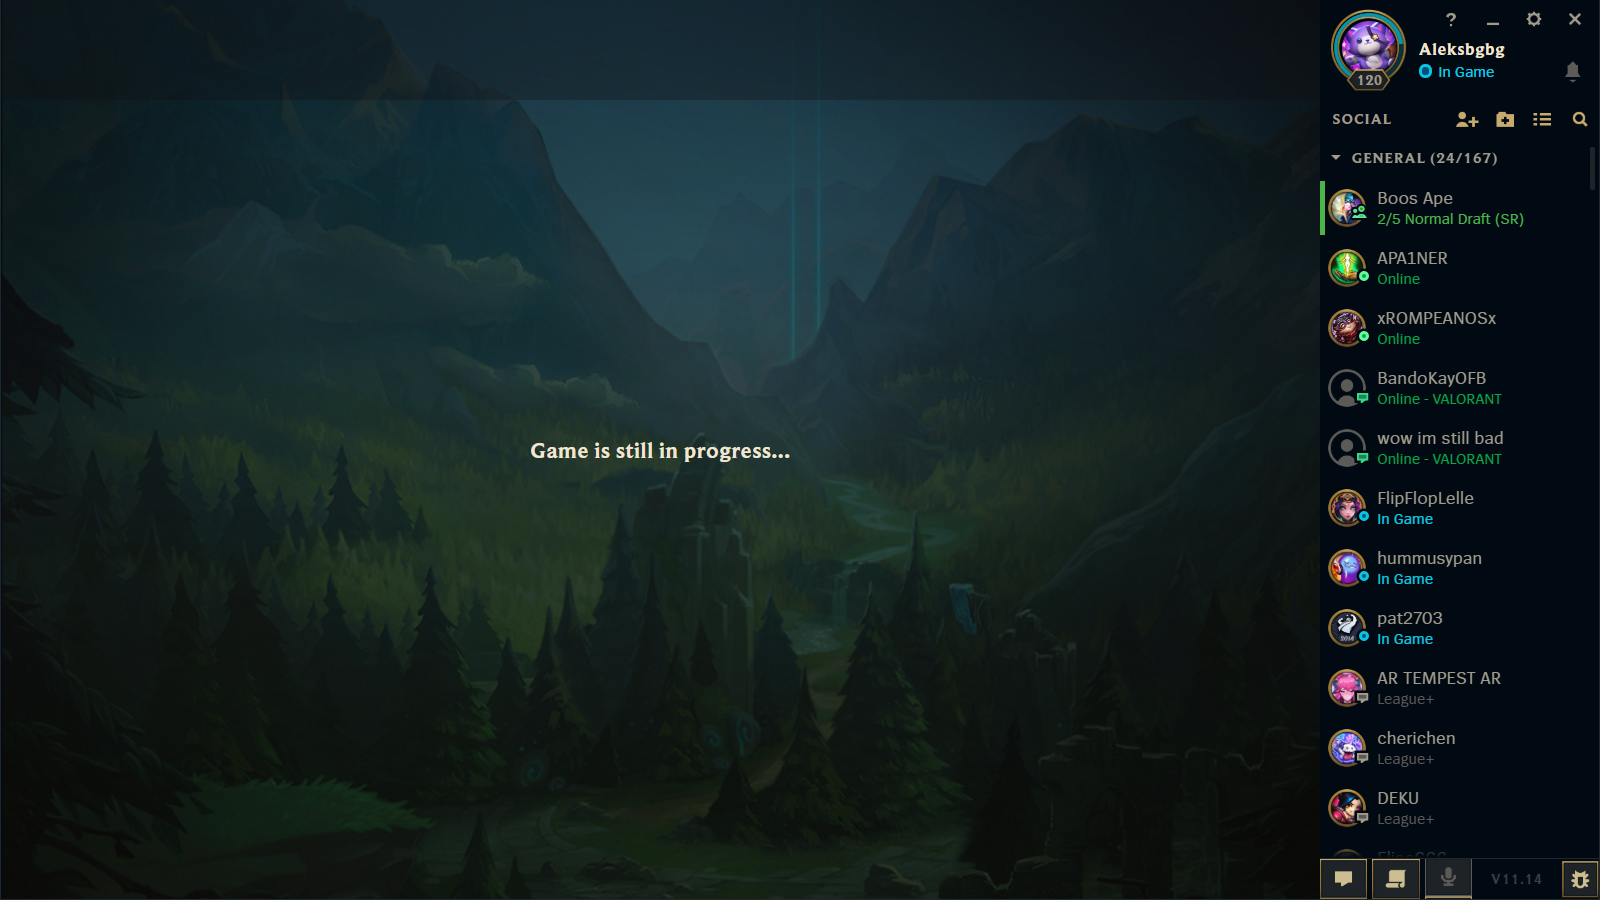 ?
Aleksbgbg
In Game
120
SOCIAL
GENERAL (24/167)
Boos Ape
2/5 Normal Draft (SR)
APA1NER
Online
xROMPEANOSx
Online
BandoKayOFB
Online - VALORANT
wow im still bad
Online - VALORANT
Game is still in progress...
FlipFlopLelle
In Game
hummusypan
In Game
pat2703
In Game
AR TEMPEST AR
League+
cherichen
League+
DEKU
League+
V11.14